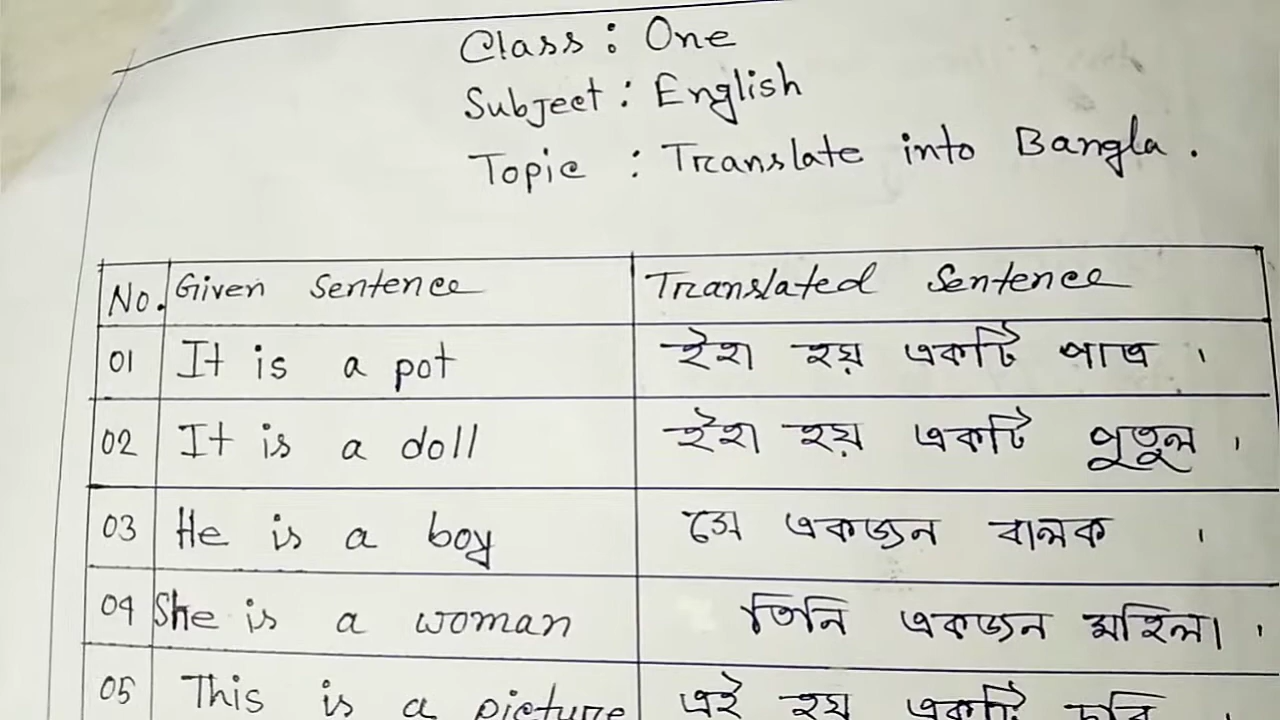 Class : One
Subject : English
Topic : Translate into Bangla.
No. Given Sentence Translated Sentence
01 It is a pot ইহা হয় একটি পাত্র ।
02 It is a doll ইহা হয় একটি পুতুল ।
03 He is a boy সে একজন বালক ।
04 She is a woman তিনি একজন মহিলা ।
05 This is a picture এই হয় একটি ছবি ।